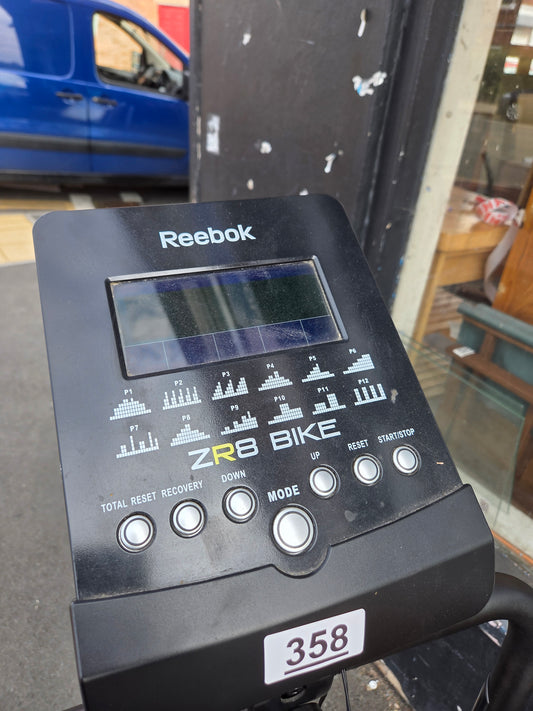 Reebok
P1 P2 P3 P4 P5 P6
P7 P8 P9 P10 P11 P12
ZR8 BIKE
TOTAL RESET RECOVERY DOWN MODE UP RESET START/STOP
358